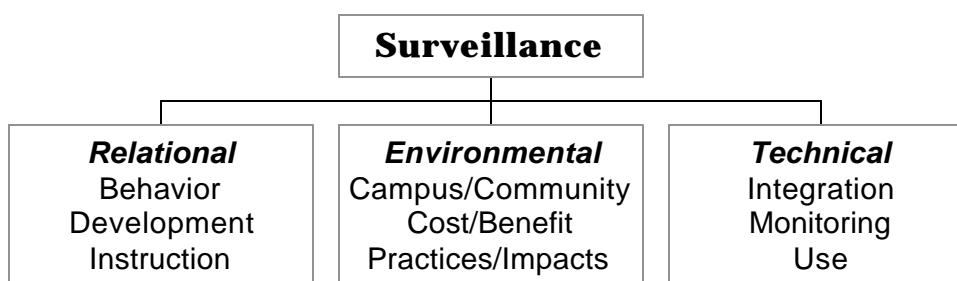 Surveillance
Relational
Behavior
Development
Instruction
Environmental
Campus/Community
Cost/Benefit
Practices/Impacts
Technical
Integration
Monitoring
Use